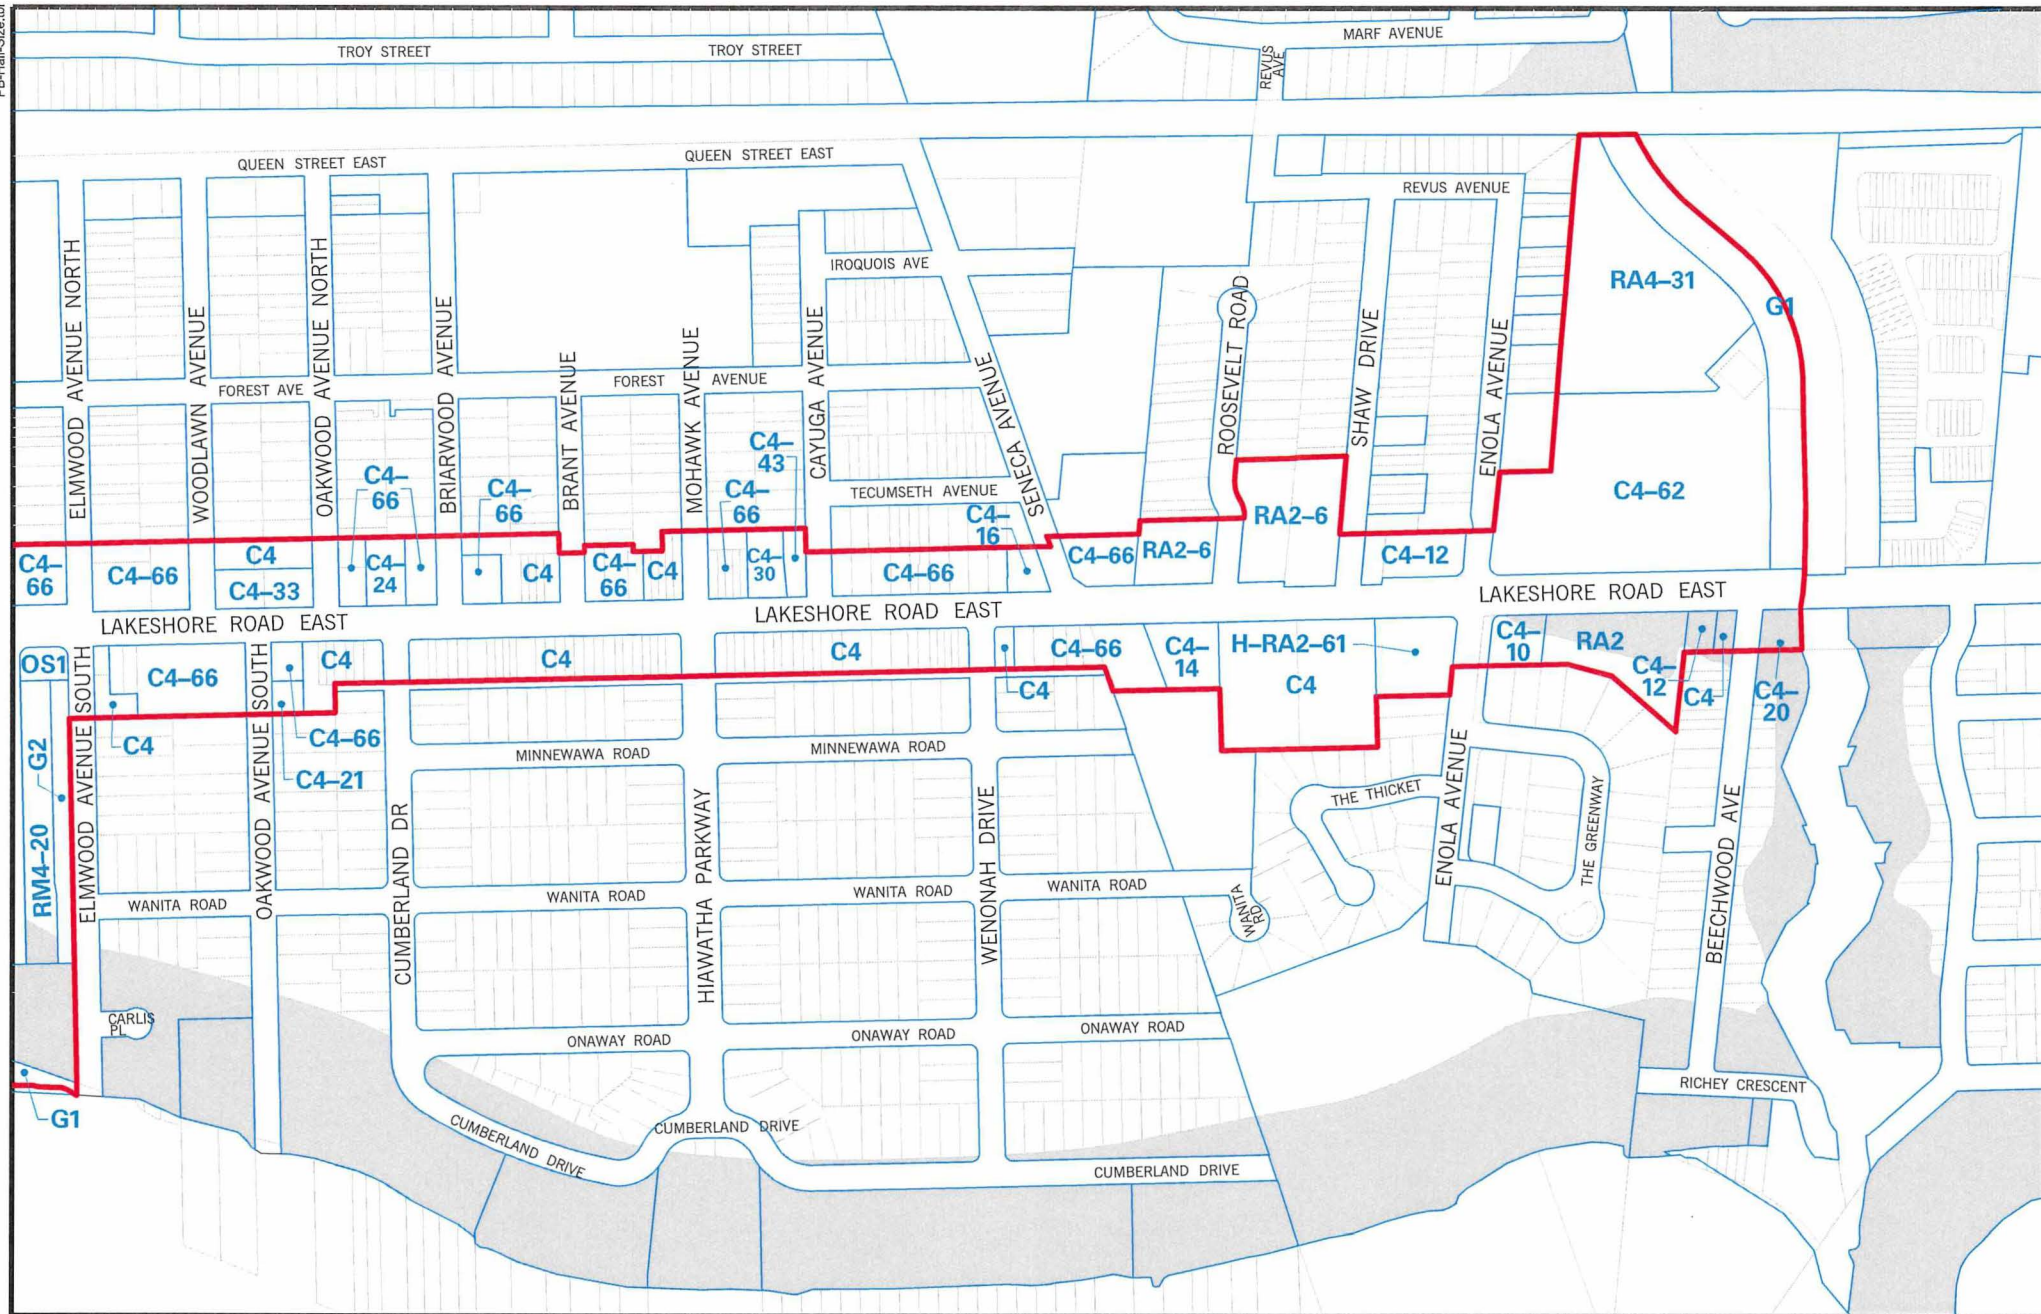 TROY STREET
TROY STREET
MARF AVENUE
REVUS
AVE
QUEEN STREET EAST
QUEEN STREET EAST
REVUS AVENUE
IROQUOIS AVE
RA4–31
G1
ELMWOOD AVENUE NORTH
WOODLAWN AVENUE
OAKWOOD AVENUE NORTH
BRIARWOOD AVENUE
BRANT AVENUE
MOHAWK AVENUE
CAYUGA AVENUE
SENECA AVENUE
ROOSEVELT ROAD
SHAW DRIVE
ENOLA AVENUE
FOREST AVE
FOREST AVENUE
TECUMSETH AVENUE
C4–
66
C4–
66
C4–
43
C4–
66
C4–
16
RA2–6
C4–62
C4–
66
C4–66
C4
C4–33
C4–
24
C4
C4–
66
C4
C4–
30
C4–66
C4–66
RA2–6
C4–12
LAKESHORE ROAD EAST
LAKESHORE ROAD EAST
LAKESHORE ROAD EAST
OS1
C4–66
C4
C4
C4
C4–66
C4–
14
H–RA2–61
C4
C4–
10
RA2
C4–
12
C4
C4–
20
C4
C4
C4–66
C4–21
G2
RM4–20
ELMWOOD AVENUE SOUTH
OAKWOOD AVENUE SOUTH
CUMBERLAND DR
HIAWATHA PARKWAY
WENONAH DRIVE
ENOLA AVENUE
BEECHWOOD AVE
MINNEWAWA ROAD
MINNEWAWA ROAD
THE THICKET
THE GREENWAY
WANITA ROAD
WANITA ROAD
WANITA ROAD
WANITA ROAD
WANITA
RD
CARLIS
PL
ONAWAY ROAD
ONAWAY ROAD
ONAWAY ROAD
G1
CUMBERLAND DRIVE
CUMBERLAND DRIVE
CUMBERLAND DRIVE
RICHEY CRESCENT